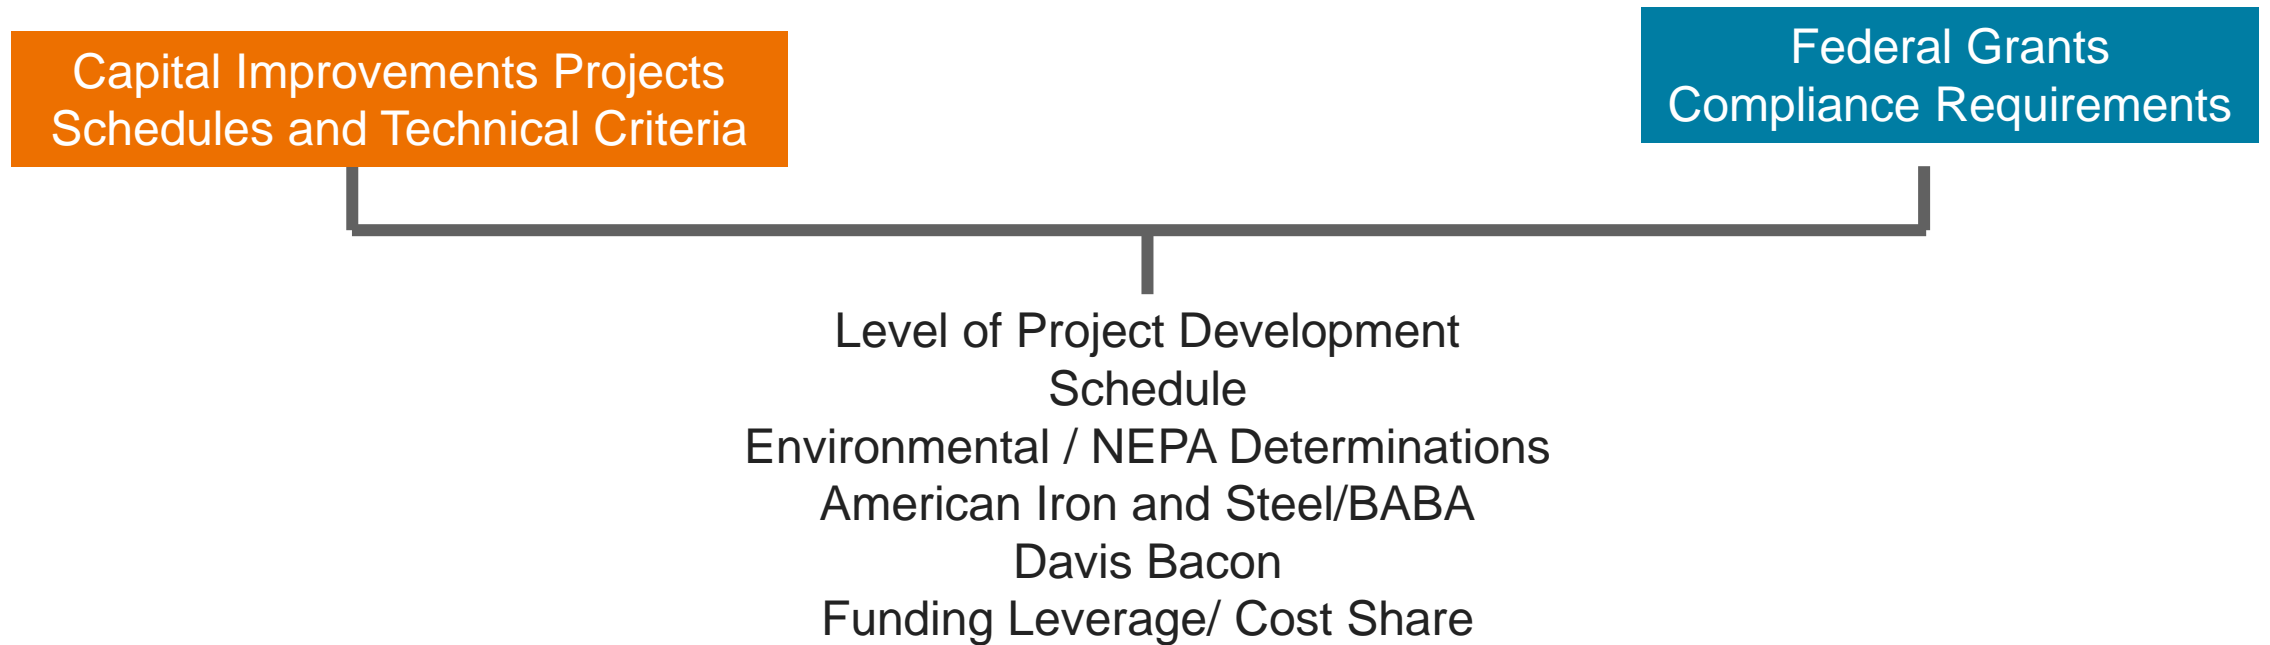 Capital Improvements Projects
Schedules and Technical Criteria
Federal Grants
Compliance Requirements
Level of Project Development
Schedule
Environmental / NEPA Determinations
American Iron and Steel/BABA
Davis Bacon
Funding Leverage/ Cost Share